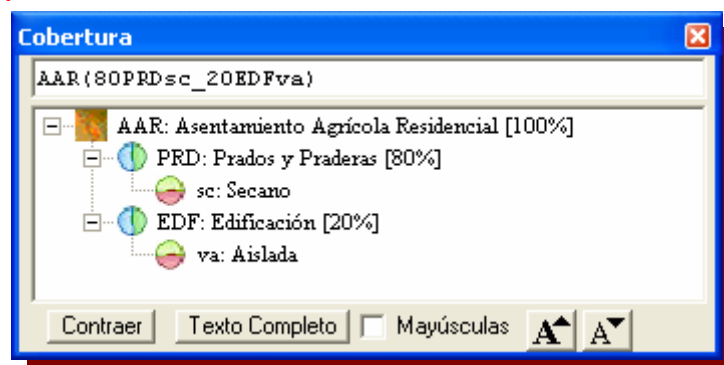 Cobertura
AAR(80PRDsc_20EDFva)
AAR: Asentamiento Agrícola Residencial [100%]
PRD: Prados y Praderas [80%]
sc: Secano
EDF: Edificación [20%]
va: Aislada
Contraer Texto Completo Mayúsculas A A